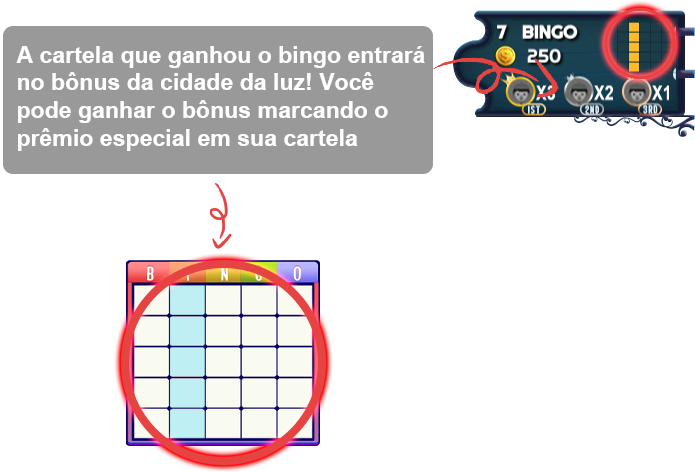 7 BINGO
A cartela que ganhou o bingo entrará
no bônus da cidade da luz! Você
pode ganhar o bônus marcando o
prêmio especial em sua cartela
250
X3 X2 X1
1ST 2ND 3RD
B I N G O